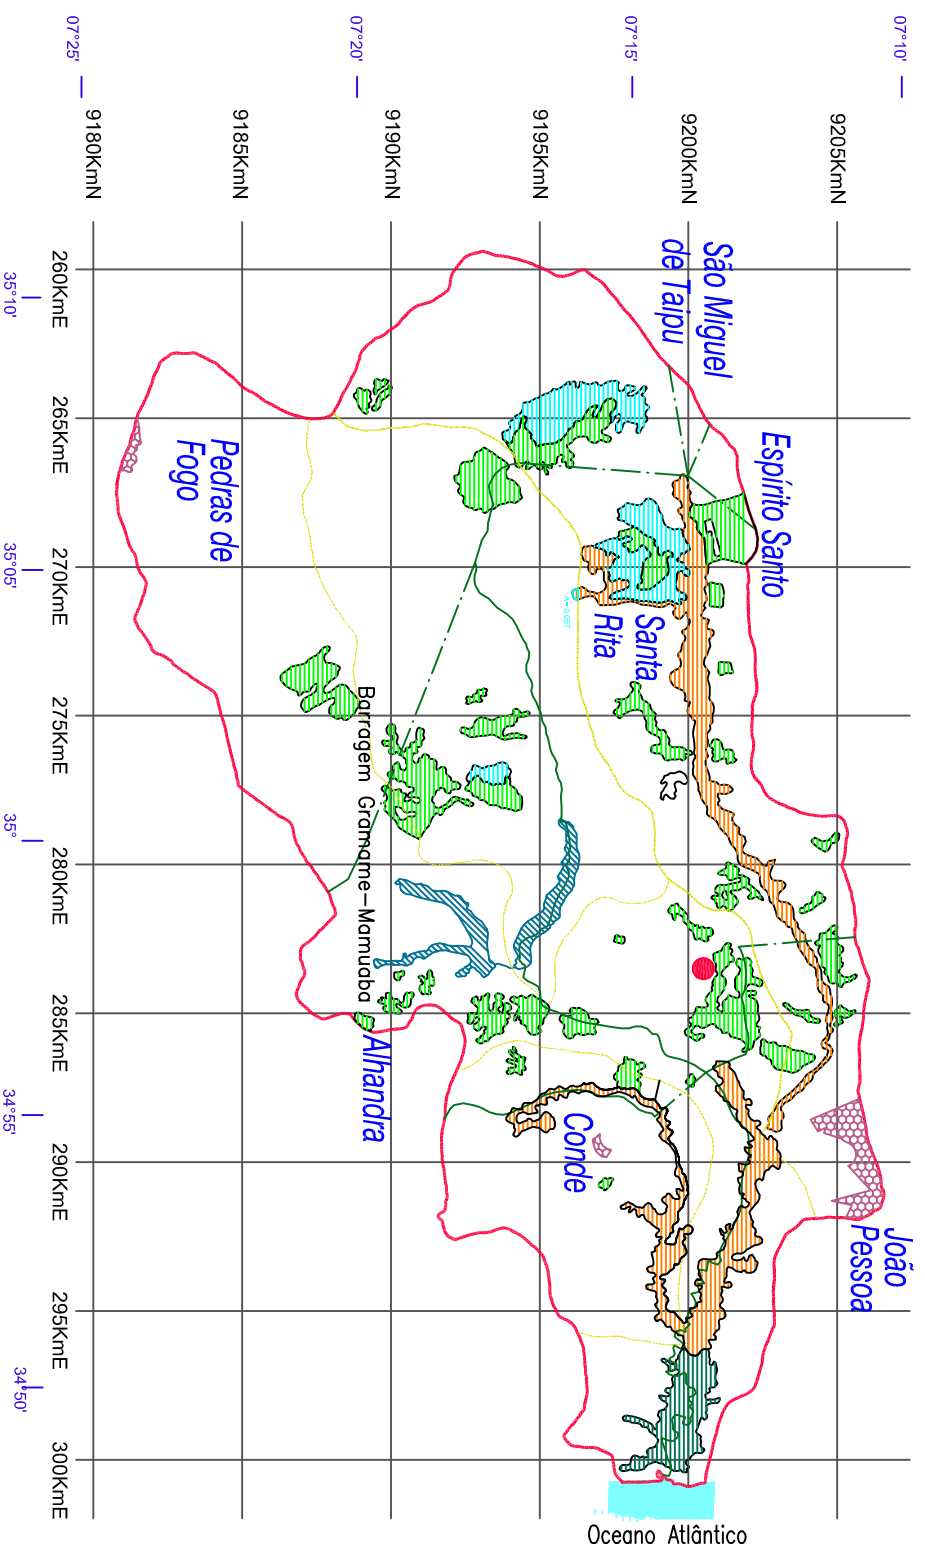 07°10'
07°15'
07°20'
07°25'
9205KmN
9200KmN
9195KmN
9190KmN
9185KmN
9180KmN
260KmE
265KmE
270KmE
275KmE
280KmE
285KmE
290KmE
295KmE
300KmE
35°10'
35°05'
35°
34°55'
34°50'
São Miguel
de Taipu
Espírito Santo
Santa
Rita
Pedras de
Fogo
A= 0.067
Barragem Gramame-Mamuaba
Alhandra
Conde
João
Pessoa
Oceano Atlântico